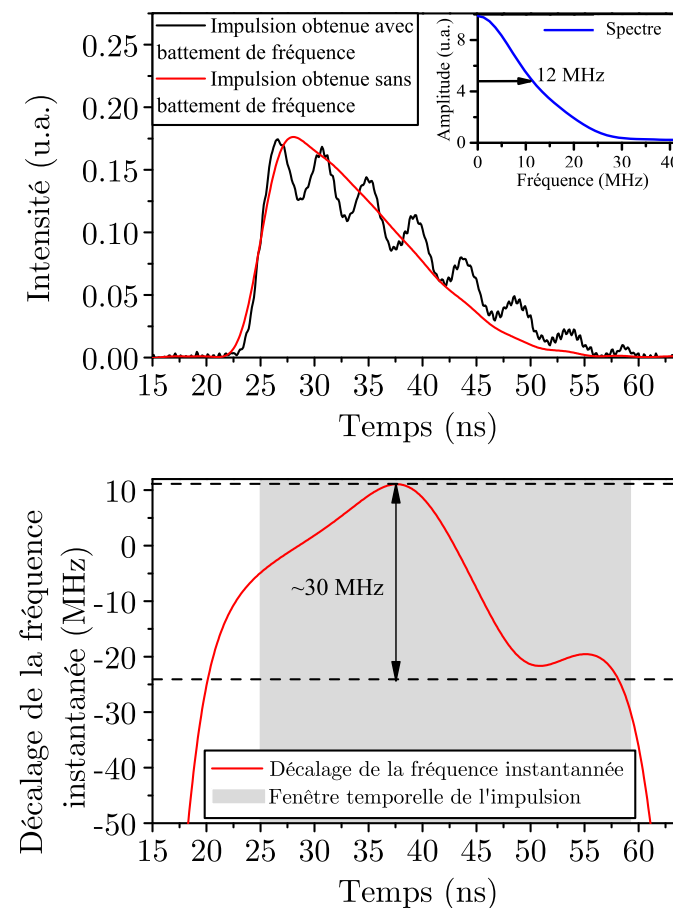 Intensité (u.a.)
0.25
0.20
0.15
0.10
0.05
0.00
Impulsion obtenue avec
battement de fréquence
Impulsion obtenue sans
battement de fréquence
Amplitude (u.a.)
8
4
0
Spectre
12 MHz
0 10 20 30 40
Fréquence (MHz)
15 20 25 30 35 40 45 50 55 60
Temps (ns)
Décalage de la fréquence
instantanée (MHz)
10
0
-10
-20
-30
-40
-50
~30 MHz
Décalage de la fréquence instantannée
Fenêtre temporelle de l'impulsion
15 20 25 30 35 40 45 50 55 60
Temps (ns)